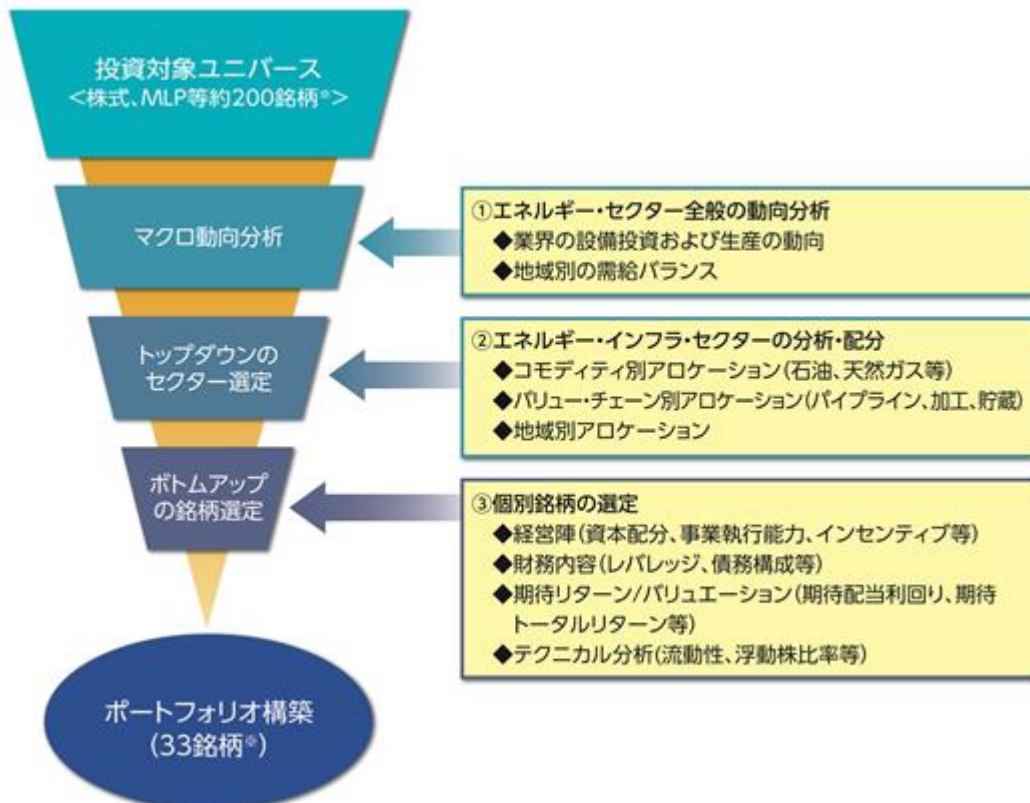 投資対象ユニバース
<株式、MLP等約200銘柄※>
マクロ動向分析
①エネルギー・セクター全般の動向分析
◆業界の設備投資および生産の動向
◆地域別の需給バランス
トップダウンの
セクター選定
②エネルギー・インフラ・セクターの分析・配分
◆コモディティ別アロケーション(石油、天然ガス等)
◆バリュー・チェーン別アロケーション(パイプライン、加工、貯蔵)
◆地域別アロケーション
ボトムアップ
の銘柄選定
③個別銘柄の選定
◆経営陣(資本配分、事業執行能力、インセンティブ等)
◆財務内容(レバレッジ、債務構成等)
◆期待リターン/バリュエーション(期待配当利回り、期待
トータルリターン等)
◆テクニカル分析(流動性、浮動株比率等)
ポートフォリオ構築
(33銘柄※)